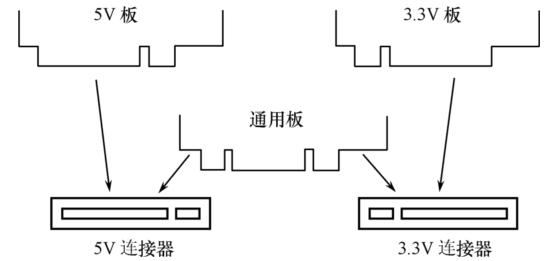 5V 板
3.3V 板
通用板
5V 连接器
3.3V 连接器